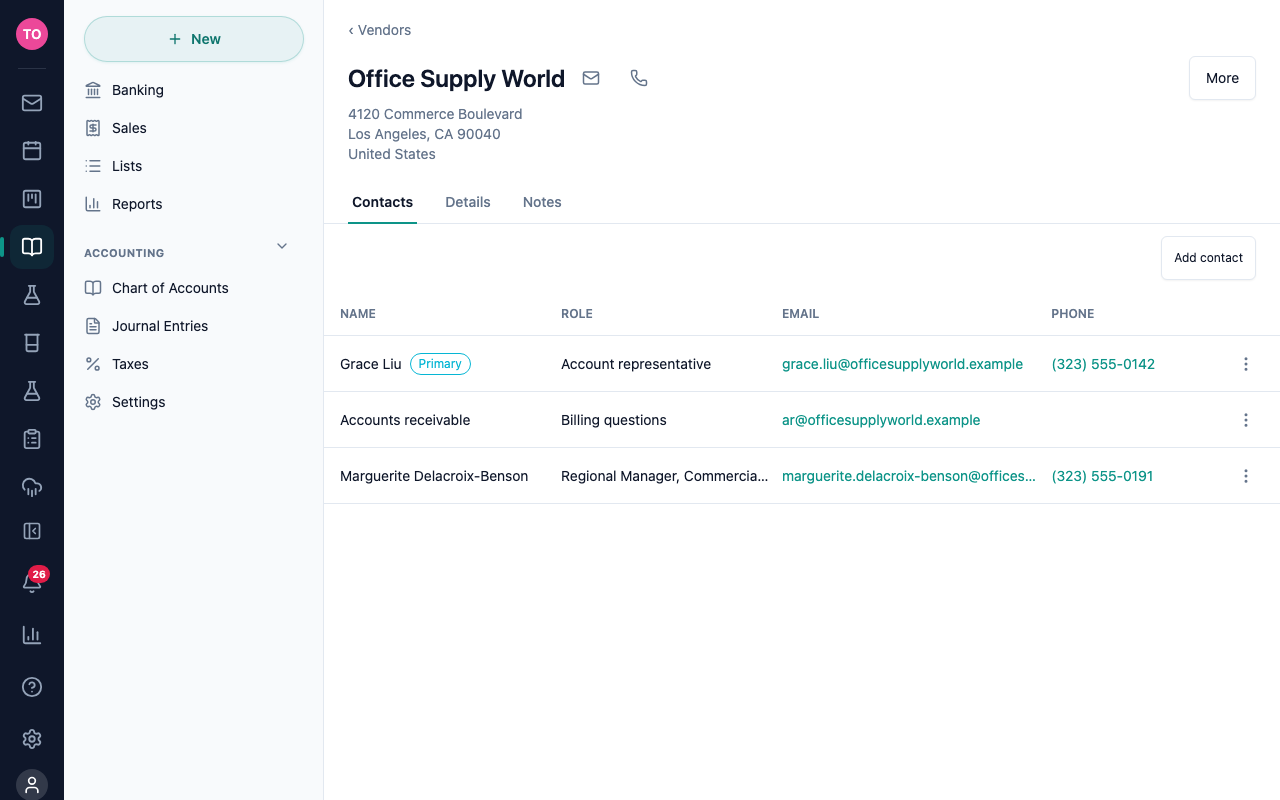 TO
New
Banking
Sales
Lists
Reports
ACCOUNTING
Chart of Accounts
Journal Entries
Taxes
Settings
26
‹ Vendors
Office Supply World
More
4120 Commerce Boulevard
Los Angeles, CA 90040
United States
Contacts Details Notes
Add contact
NAME ROLE EMAIL PHONE
Grace Liu Primary Account representative grace.liu@officesupplyworld.example (323) 555-0142
Accounts receivable Billing questions ar@officesupplyworld.example
Marguerite Delacroix-Benson Regional Manager, Commercia... marguerite.delacroix-benson@offices... (323) 555-0191